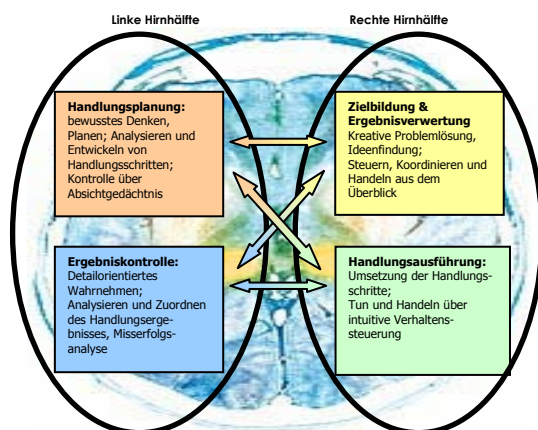 Linke Hirnhälfte
Rechte Hirnhälfte
Handlungsplanung:
bewusstes Denken,
Planen; Analysieren und
Entwickeln von
Handlungsschritten;
Kontrolle über
Absichtgedächtnis
Zielbildung &
Ergebnisverwertung
Kreative Problemlösung,
Ideenfindung;
Steuern, Koordinieren und
Handeln aus dem
Überblick
Ergebniskontrolle:
Detailorientiertes
Wahrnehmen;
Analysieren und Zuordnen
des Handlungserge-
bnisses, Misserfolgs-
analyse
Handlungsausführung:
Umsetzung der Handlungs-
schritte;
Tun und Handeln über
intuitive Verhaltens-
steuerung